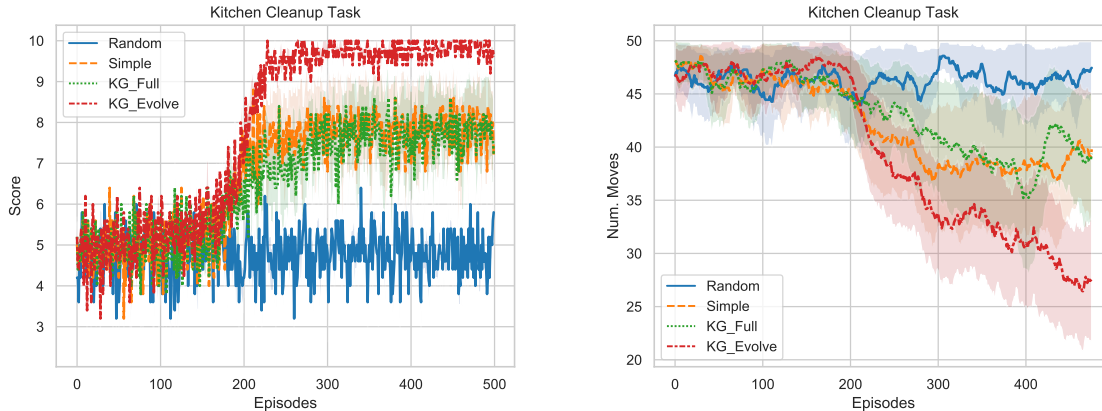 Kitchen Cleanup Task
10
9
8
7
6
5
4
3
Score
Random
Simple
KG_Full
KG_Evolve
0 100 200 300 400 500
Episodes
Kitchen Cleanup Task
50
45
40
35
30
25
20
Num_Moves
Random
Simple
KG_Full
KG_Evolve
0 100 200 300 400
Episodes